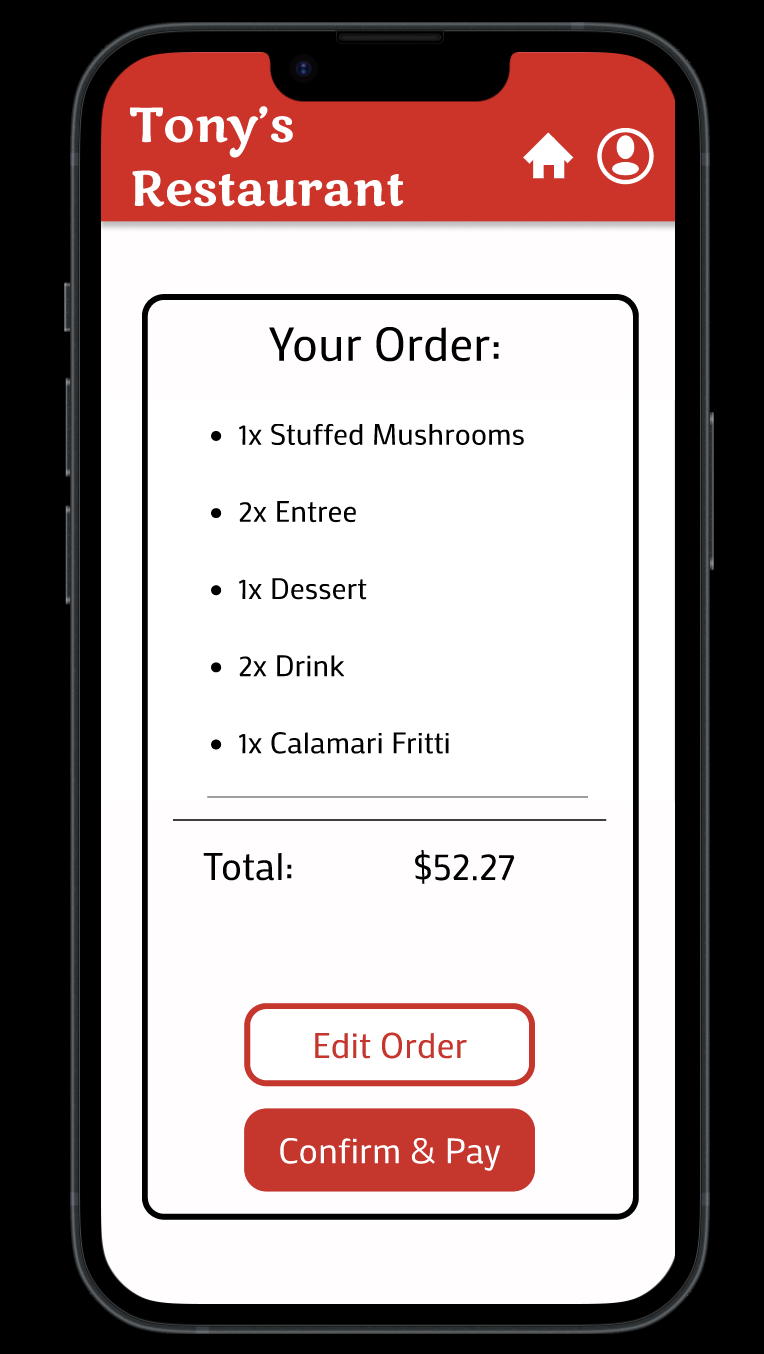 Tony's
Restaurant
Your Order:
• 1x Stuffed Mushrooms
• 2x Entree
• 1x Dessert
• 2x Drink
• 1x Calamari Fritti
Total: $52.27
Edit Order
Confirm & Pay